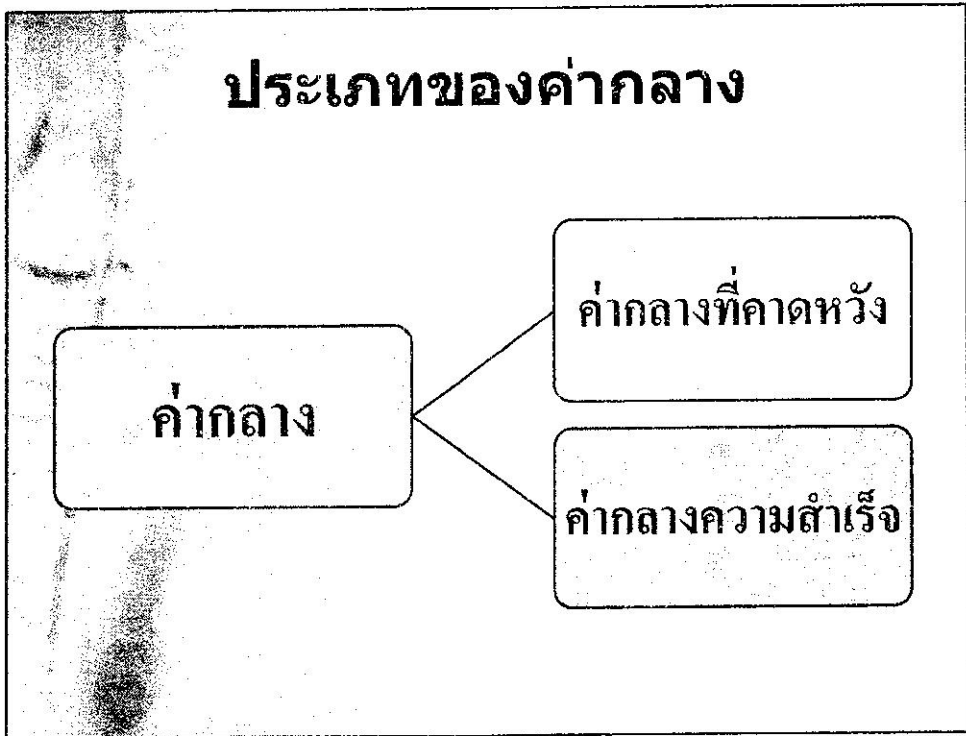 ประเภทของค่ากลาง
ค่ากลางที่คาดหวัง
ค่ากลาง
ค่ากลางความสำเร็จ